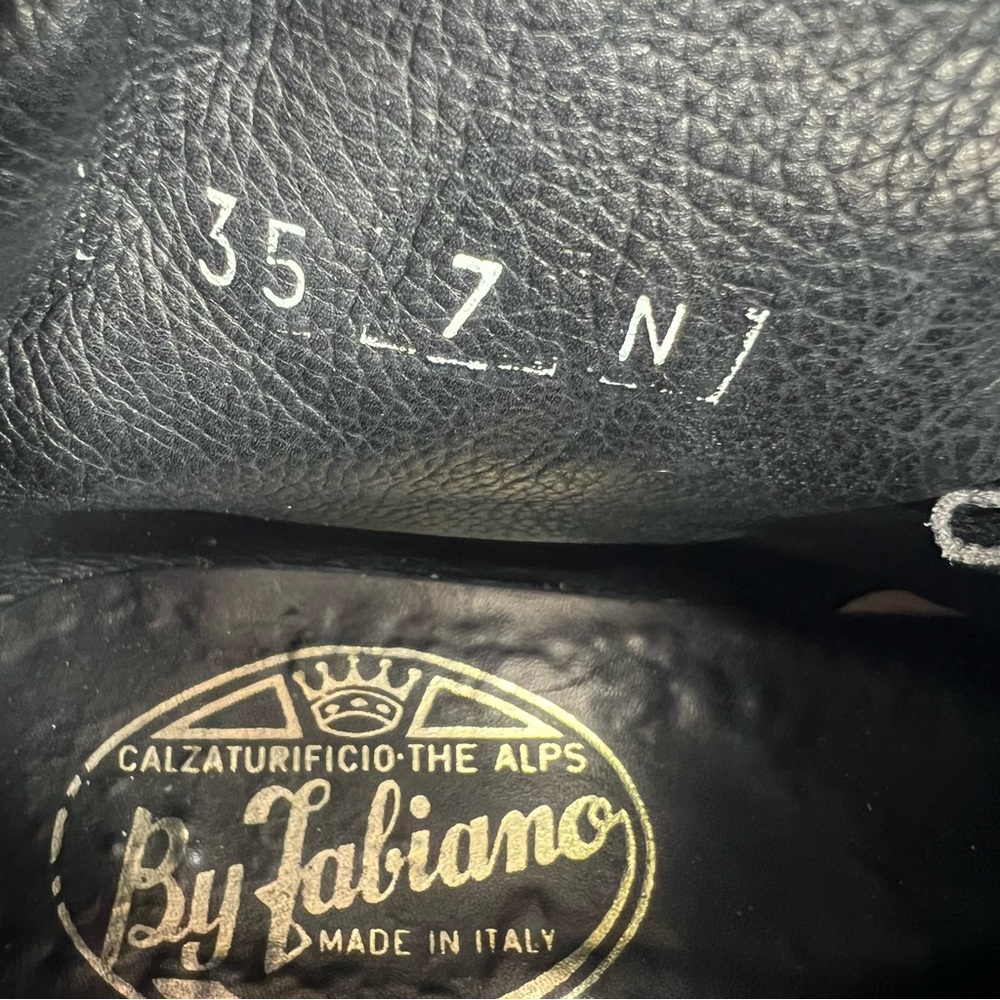 35 7 N
CALZATURIFICIO·THE ALPS
By Fabiano
MADE IN ITALY